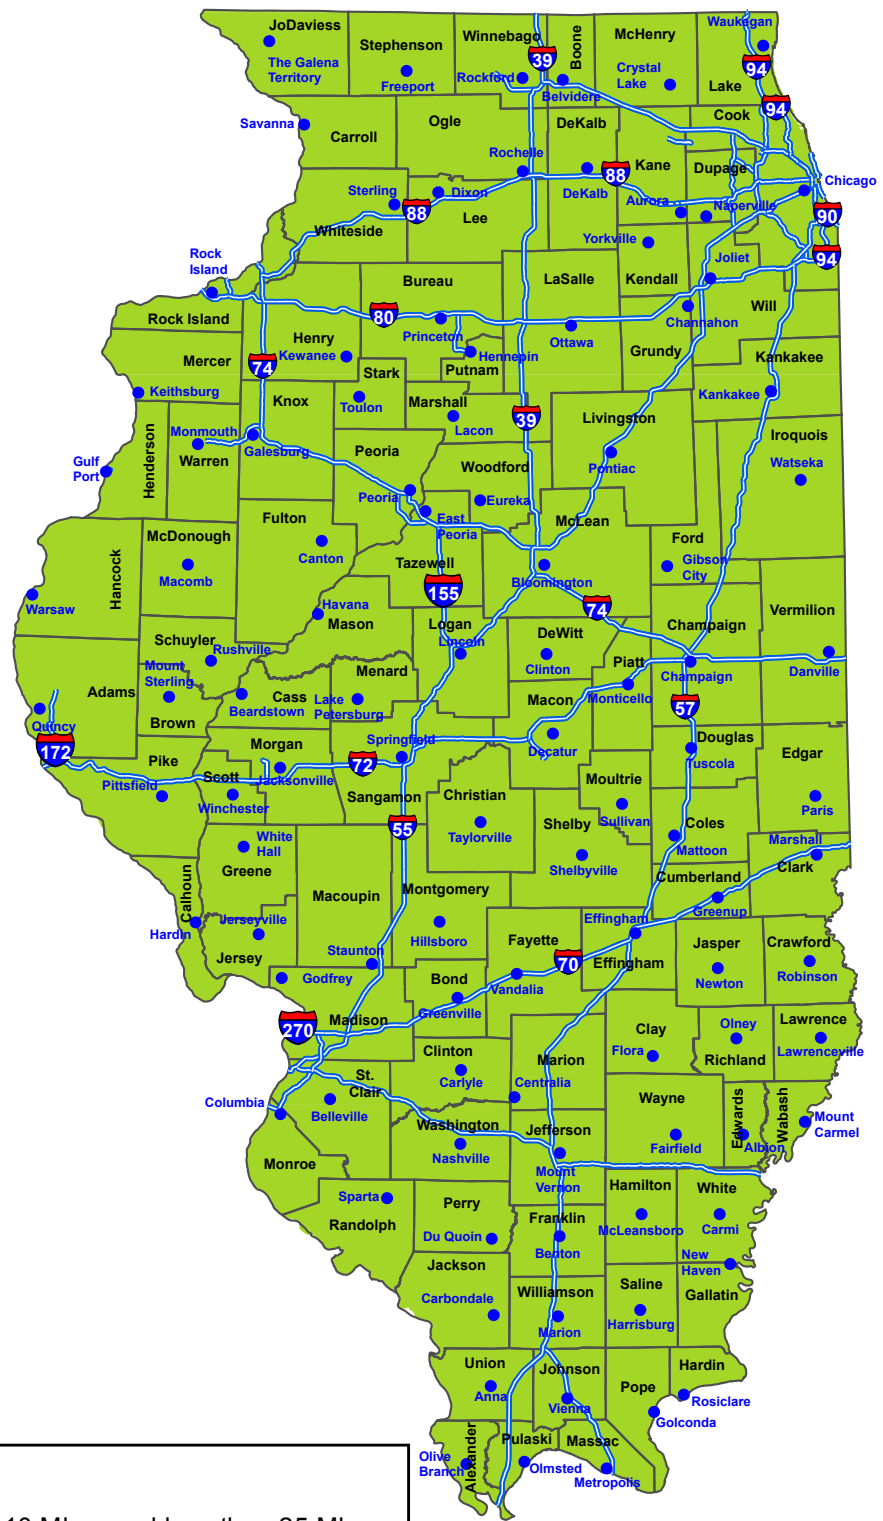 JoDaviess
The Galena
Territory
Stephenson
Freeport
Winnebago
Rockford
39
Boone
Belvidere
McHenry
Crystal
Lake
Waukegan
94
Lake
94
Savanna
Carroll
Ogle
DeKalb
Cook
Rochelle
DeKalb
88
Kane
Dupage
Aurora
Naperville
Chicago
90
94
Sterling
Dixon
88
Whiteside
Lee
Yorkville
Kendall
Joliet
Rock
Island
Rock Island
Bureau
LaSalle
Will
80
Princeton
Hennepin
Putnam
Ottawa
Channahon
Grundy
Mercer
Henry
Kewanee
74
Stark
Toulon
Kankakee
Kankakee
Keithsburg
Knox
Marshall
Lacon
39
Livingston
Pontiac
Iroquois
Watseka
Henderson
Monmouth
Warren
Galesburg
Gulf
Port
Peoria
Peoria
Woodford
Eureka
East
Peoria
McLean
Bloomington
Ford
Gibson
City
Hancock
McDonough
Macomb
Fulton
Canton
Tazewell
155
74
Warsaw
Havana
Mason
Logan
Lincoln
DeWitt
Clinton
Champaign
Champaign
Vermilion
Danville
Schuyler
Rushville
Mount
Sterling
Brown
Adams
Quincy
172
Menard
Cass
Beardstown
Lake
Petersburg
Macon
Decatur
Piatt
Monticello
57
Douglas
Tuscola
Edgar
Paris
Morgan
Jacksonville
72
Springfield
Sangamon
Pike
Pittsfield
Scott
Winchester
Christian
Taylorville
Moultrie
Sullivan
Shelby
Shelbyville
Coles
Mattoon
Marshall
Clark
55
White
Hall
Greene
Calhoun
Hardin
Jerseyville
Jersey
Macoupin
Staunton
Montgomery
Hillsboro
Cumberland
Greenup
Effingham
Effingham
Fayette
Vandalia
70
Jasper
Newton
Crawford
Robinson
Godfrey
Bond
Greenville
Madison
270
Clinton
Carlyle
Marion
Centralia
Clay
Flora
Olney
Richland
Lawrence
Lawrenceville
St.
Clair
Belleville
Columbia
Washington
Nashville
Jefferson
Mount
Vernon
Wayne
Fairfield
Edwards
Albion
Wabash
Mount
Carmel
Monroe
Sparta
Randolph
Perry
Du Quoin
Franklin
Benton
Hamilton
McLeansboro
White
Carmi
New
Haven
Jackson
Carbondale
Williamson
Marion
Saline
Harrisburg
Gallatin
Union
Anna
Johnson
Vienna
Pope
Golconda
Hardin
Rosiclare
Alexander
Olive
Branch
Pulaski
Olmsted
Massac
Metropolis